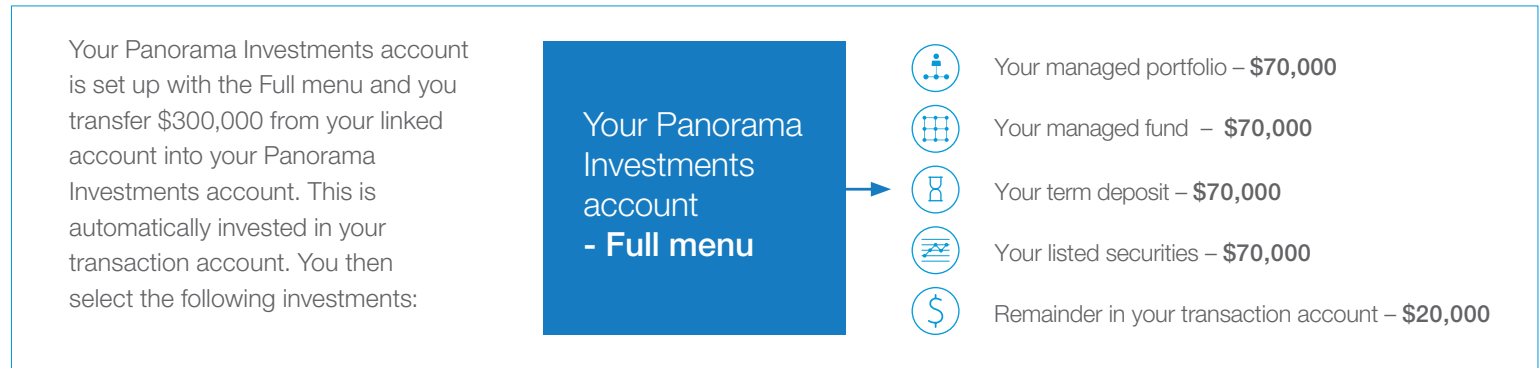 Your Panorama Investments account
is set up with the Full menu and you
transfer $300,000 from your linked
account into your Panorama
Investments account. This is
automatically invested in your
transaction account. You then
select the following investments:
Your Panorama
Investments
account
- Full menu
Your managed portfolio – $70,000
Your managed fund – $70,000
Your term deposit – $70,000
Your listed securities – $70,000
$
Remainder in your transaction account – $20,000